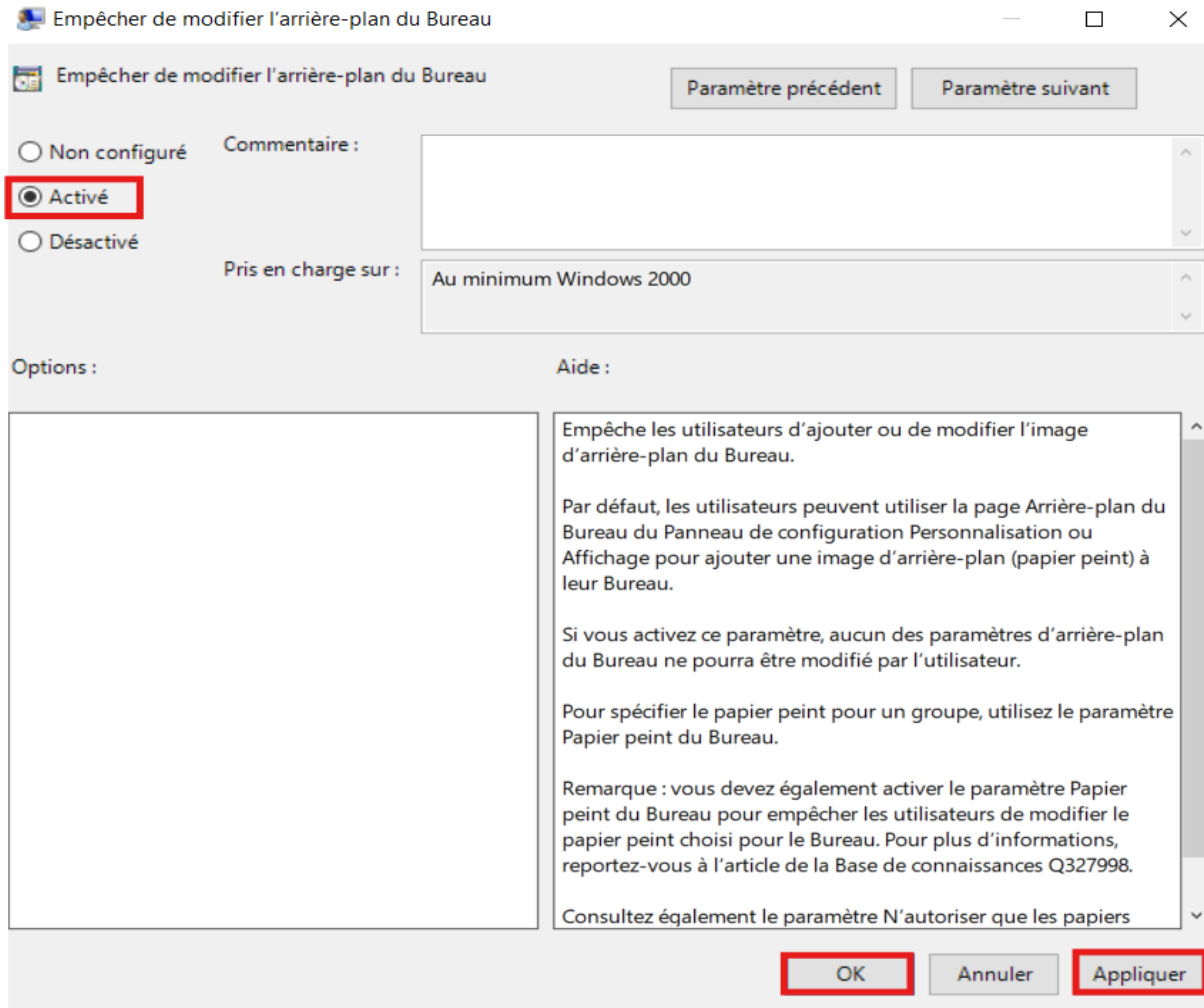 Empêcher de modifier l’arrière-plan du Bureau
Empêcher de modifier l’arrière-plan du Bureau
Paramètre précédent
Paramètre suivant
Non configuré
Commentaire :
Activé
Désactivé
Pris en charge sur :
Au minimum Windows 2000
Options :
Aide :
Empêche les utilisateurs d’ajouter ou de modifier l’image
d’arrière-plan du Bureau.
Par défaut, les utilisateurs peuvent utiliser la page Arrière-plan du
Bureau du Panneau de configuration Personnalisation ou
Affichage pour ajouter une image d’arrière-plan (papier peint) à
leur Bureau.
Si vous activez ce paramètre, aucun des paramètres d’arrière-plan
du Bureau ne pourra être modifié par l’utilisateur.
Pour spécifier le papier peint pour un groupe, utilisez le paramètre
Papier peint du Bureau.
Remarque : vous devez également activer le paramètre Papier
peint du Bureau pour empêcher les utilisateurs de modifier le
papier peint choisi pour le Bureau. Pour plus d’informations,
reportez-vous à l’article de la Base de connaissances Q327998.
Consultez également le paramètre N’autoriser que les papiers
OK
Annuler
Appliquer